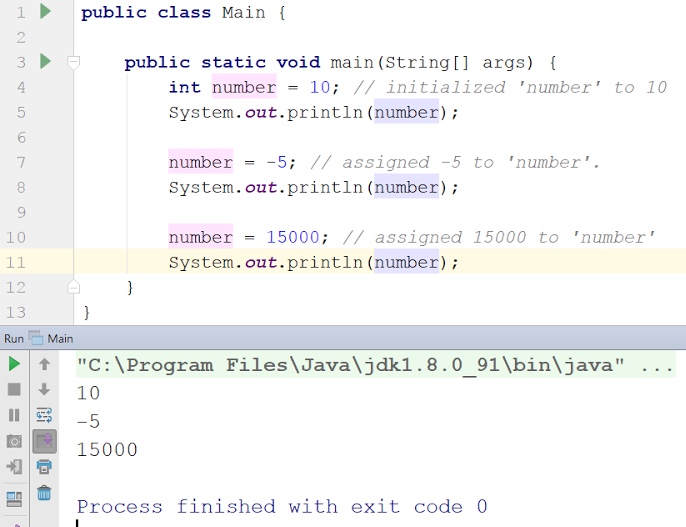 1 public class Main {
2
3 public static void main(String[] args) {
4 int number = 10; // initialized 'number' to 10
5 System.out.println(number);
6
7 number = -5; // assigned -5 to 'number'.
8 System.out.println(number);
9
10 number = 15000; // assigned 15000 to 'number'
11 System.out.println(number);
12 }
13 }
Run Main
"C:\Program Files\Java\jdk1.8.0_91\bin\java" ...
10
-5
15000
Process finished with exit code 0